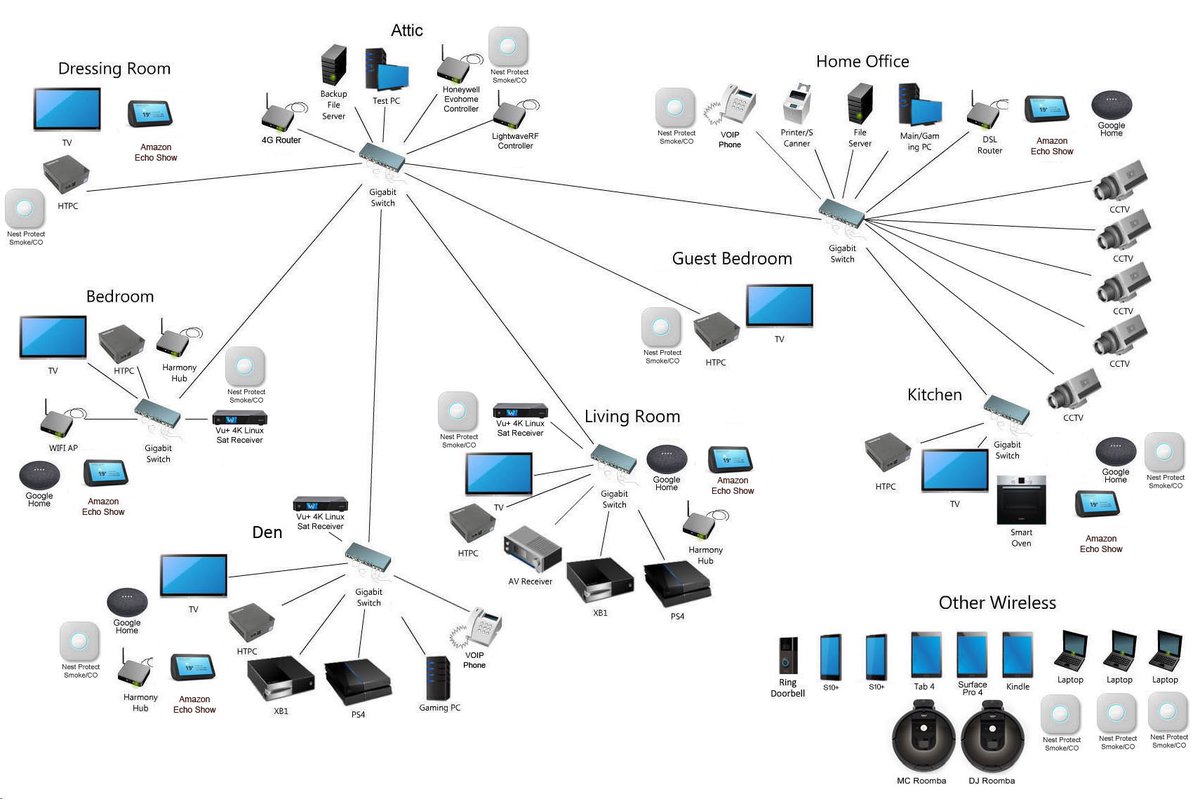 Attic
Dressing Room
TV
Amazon
Echo Show
HTPC
Nest Protect
Smoke/CO
4G Router
Backup
File
Server
Test PC
Honeywell
Evohome
Controller
Nest Protect
Smoke/CO
LightwaveRF
Controller
Gigabit
Switch
Home Office
Nest Protect
Smoke/CO
VOIP
Phone
Printer/S
canner
File
Server
Main/Gam
ing PC
DSL
Router
Amazon
Echo Show
Google
Home
Gigabit
Switch
CCTV
CCTV
CCTV
CCTV
CCTV
Guest Bedroom
Nest Protect
Smoke/CO
HTPC
TV
Bedroom
TV
HTPC
Harmony
Hub
Nest Protect
Smoke/CO
WIFI AP
Gigabit
Switch
Vu+ 4K Linux
Sat Receiver
Google
Home
Amazon
Echo Show
Living Room
Nest Protect
Smoke/CO
Vu+ 4K Linux
Sat Receiver
TV
Gigabit
Switch
Google
Home
Amazon
Echo Show
HTPC
AV Receiver
XB1
PS4
Harmony
Hub
Kitchen
HTPC
TV
Gigabit
Switch
Smart
Oven
Google
Home
Nest Protect
Smoke/CO
Amazon
Echo Show
Den
Vu+ 4K Linux
Sat Receiver
TV
Gigabit
Switch
Google
Home
Nest Protect
Smoke/CO
Harmony
Hub
Amazon
Echo Show
HTPC
XB1
PS4
Gaming PC
VOIP
Phone
Other Wireless
Ring
Doorbell
S10+
S10+
Tab 4
Surface
Pro 4
Kindle
Laptop
Laptop
Laptop
MC Roomba
DJ Roomba
Nest Protect
Smoke/CO
Nest Protect
Smoke/CO
Nest Protect
Smoke/CO